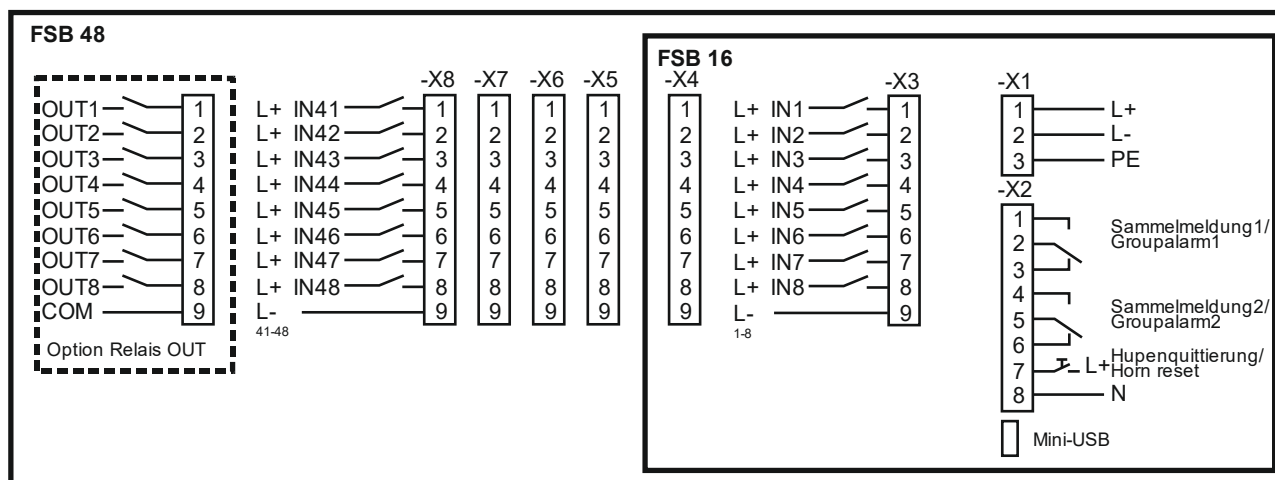 FSB 48
FSB 16
-X8 -X7 -X6 -X5 -X4 -X3 -X1
OUT1 1 L+ IN41 1 1 1 1 1 L+ IN1 1 1 L+
OUT2 2 L+ IN42 2 2 2 2 2 L+ IN2 2 2 L-
OUT3 3 L+ IN43 3 3 3 3 3 L+ IN3 3 3 PE
OUT4 4 L+ IN44 4 4 4 4 4 L+ IN4 4
OUT5 5 L+ IN45 5 5 5 5 5 L+ IN5 5
OUT6 6 L+ IN46 6 6 6 6 6 L+ IN6 6
OUT7 7 L+ IN47 7 7 7 7 7 L+ IN7 7
OUT8 8 L+ IN48 8 8 8 8 8 L+ IN8 8
COM 9 L- 9 9 9 9 9 L- 9
41-48
1-8
Option Relais OUT
-X2
1
2
3
Sammelmeldung1/
Groupalarm1
4
5
6
Sammelmeldung2/
Groupalarm2
7 L+ Hupenquittierung/
Horn reset
8 N
Mini-USB